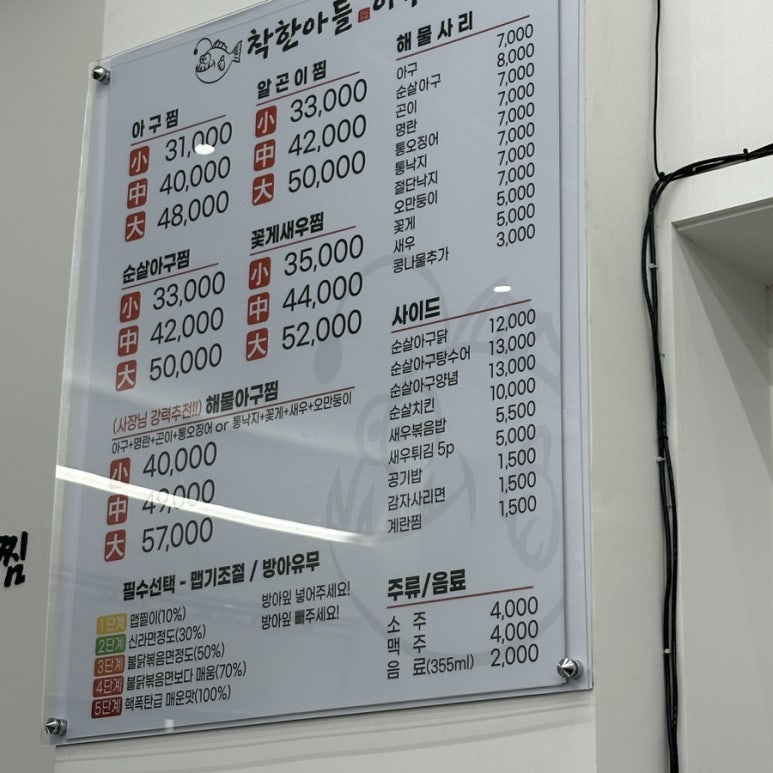 착한아들
아구찜
小 31,000
中 40,000
大 48,000
알곤이찜
小 33,000
中 42,000
大 50,000
순살아구찜
小 33,000
中 42,000
大 50,000
꽃게새우찜
小 35,000
中 44,000
大 52,000
(사장님 강력추천!!) 해물아구찜
아구+명란+곤이+통오징어 or 통낙지+꽃게+새우+오만둥이
小 40,000
中 49,000
大 57,000
필수선택 - 맵기조절 / 방아유무
1단계 맵찔이(10%)
2단계 신라면정도(30%)
3단계 불닭볶음면정도(50%)
4단계 불닭볶음면보다 매움(70%)
5단계 핵폭탄급 매운맛(100%)
방아잎 넣어주세요!
방아잎 빼주세요!
해물사리
아구 7,000
순살아구 8,000
곤이 7,000
명란 7,000
통오징어 7,000
통낙지 7,000
절단낙지 7,000
오만둥이 7,000
꽃게 5,000
새우 5,000
콩나물추가 3,000
사이드
순살아구닭 12,000
순살아구탕수어 13,000
순살아구양념 13,000
순살치킨 10,000
새우볶음밥 5,500
새우튀김 5p 5,000
공기밥 1,500
감자사리면 1,500
계란찜 1,500
주류/음료
소 주 4,000
맥 주 4,000
음 료(355ml) 2,000
찜